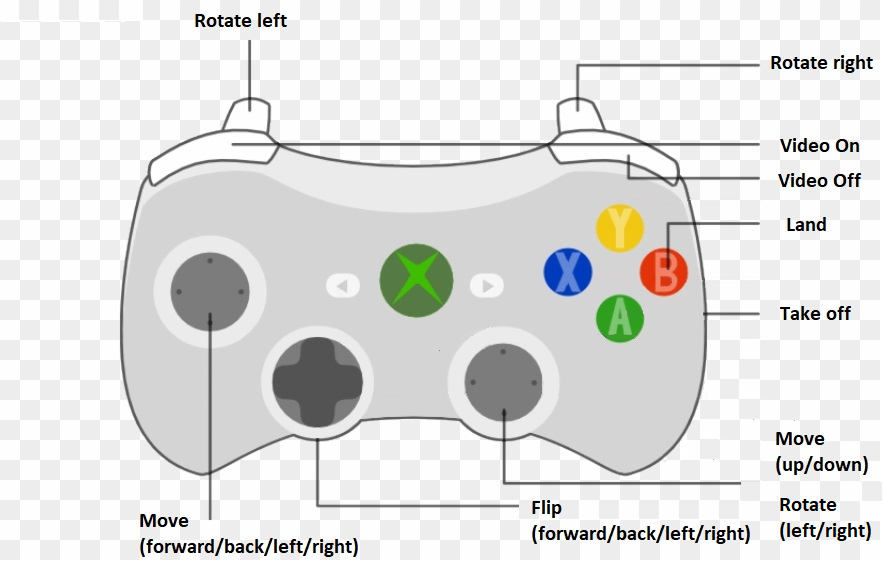 Rotate left
Rotate right
Video On
Video Off
Land
Take off
Y
X
B
A
Move
(up/down)
Rotate
(left/right)
Flip
(forward/back/left/right)
Move
(forward/back/left/right)